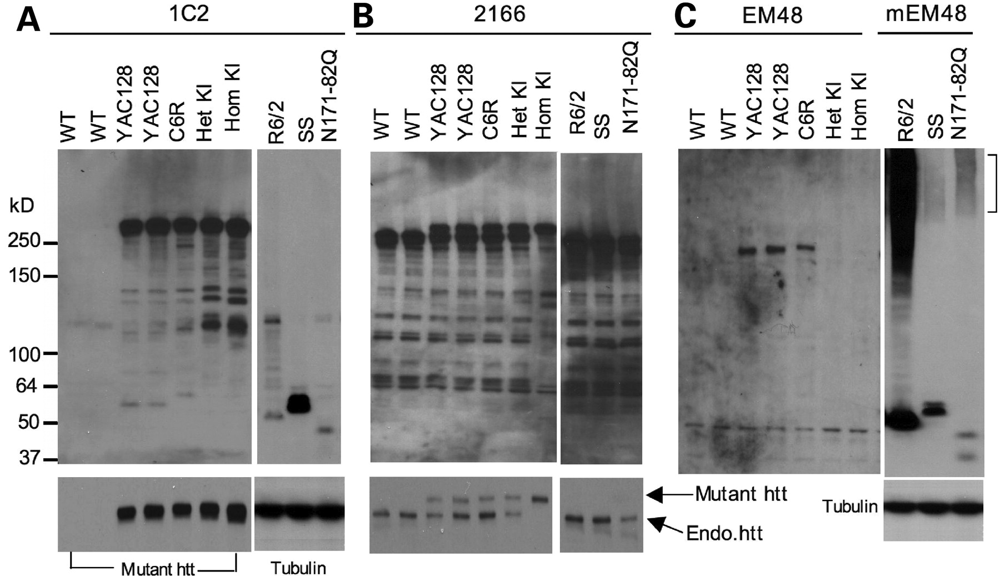 A 1C2
WT WT YAC128 YAC128 C6R Het KI Hom KI R6/2 SS N171-82Q
kD
250
150
100
64
50
37
Mutant htt
Tubulin
B 2166
WT WT YAC128 YAC128 C6R Het KI Hom KI R6/2 SS N171-82Q
Mutant htt
Endo.htt
C EM48 mEM48
WT WT YAC128 YAC128 C6R Het KI Hom KI R6/2 SS N171-82Q
Tubulin